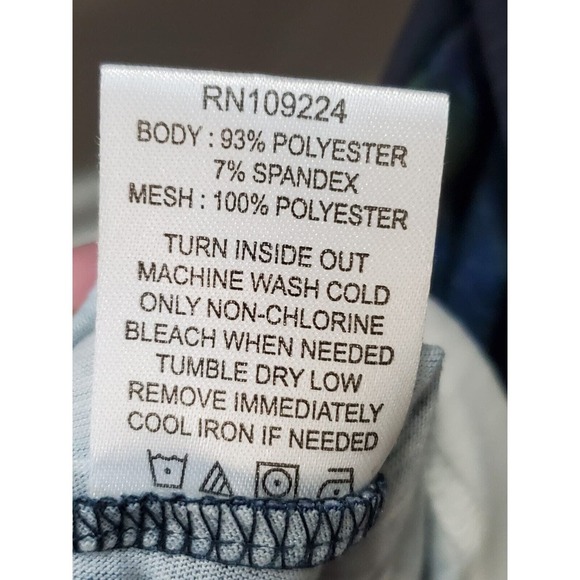 RN109224
BODY : 93% POLYESTER
7% SPANDEX
MESH : 100% POLYESTER
TURN INSIDE OUT
MACHINE WASH COLD
ONLY NON-CHLORINE
BLEACH WHEN NEEDED
TUMBLE DRY LOW
REMOVE IMMEDIATELY
COOL IRON IF NEEDED